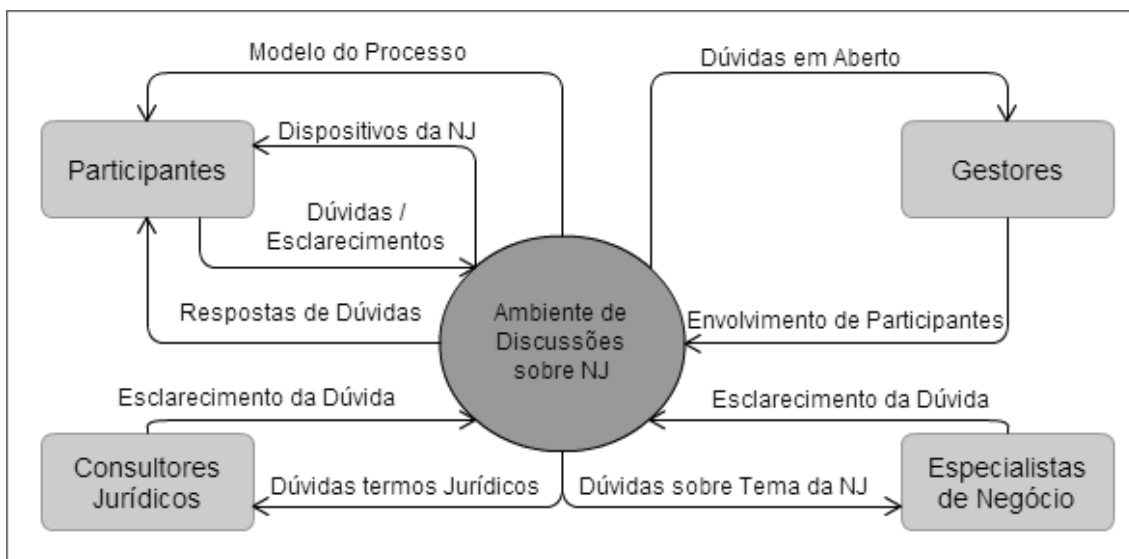 Modelo do Processo
Dúvidas em Aberto
Dispositivos da NJ
Participantes
Gestores
Dúvidas /
Esclarecimentos
Respostas de Dúvidas
Ambiente de
Discussões
sobre NJ
Envolvimento de Participantes
Esclarecimento da Dúvida
Esclarecimento da Dúvida
Consultores
Jurídicos
Dúvidas termos Jurídicos
Dúvidas sobre Tema da NJ
Especialistas
de Negócio